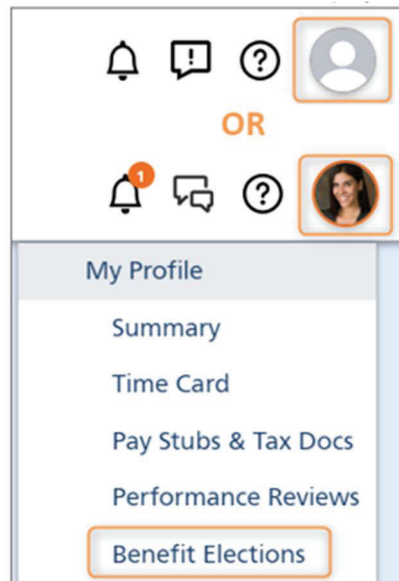 OR
1
My Profile
Summary
Time Card
Pay Stubs & Tax Docs
Performance Reviews
Benefit Elections